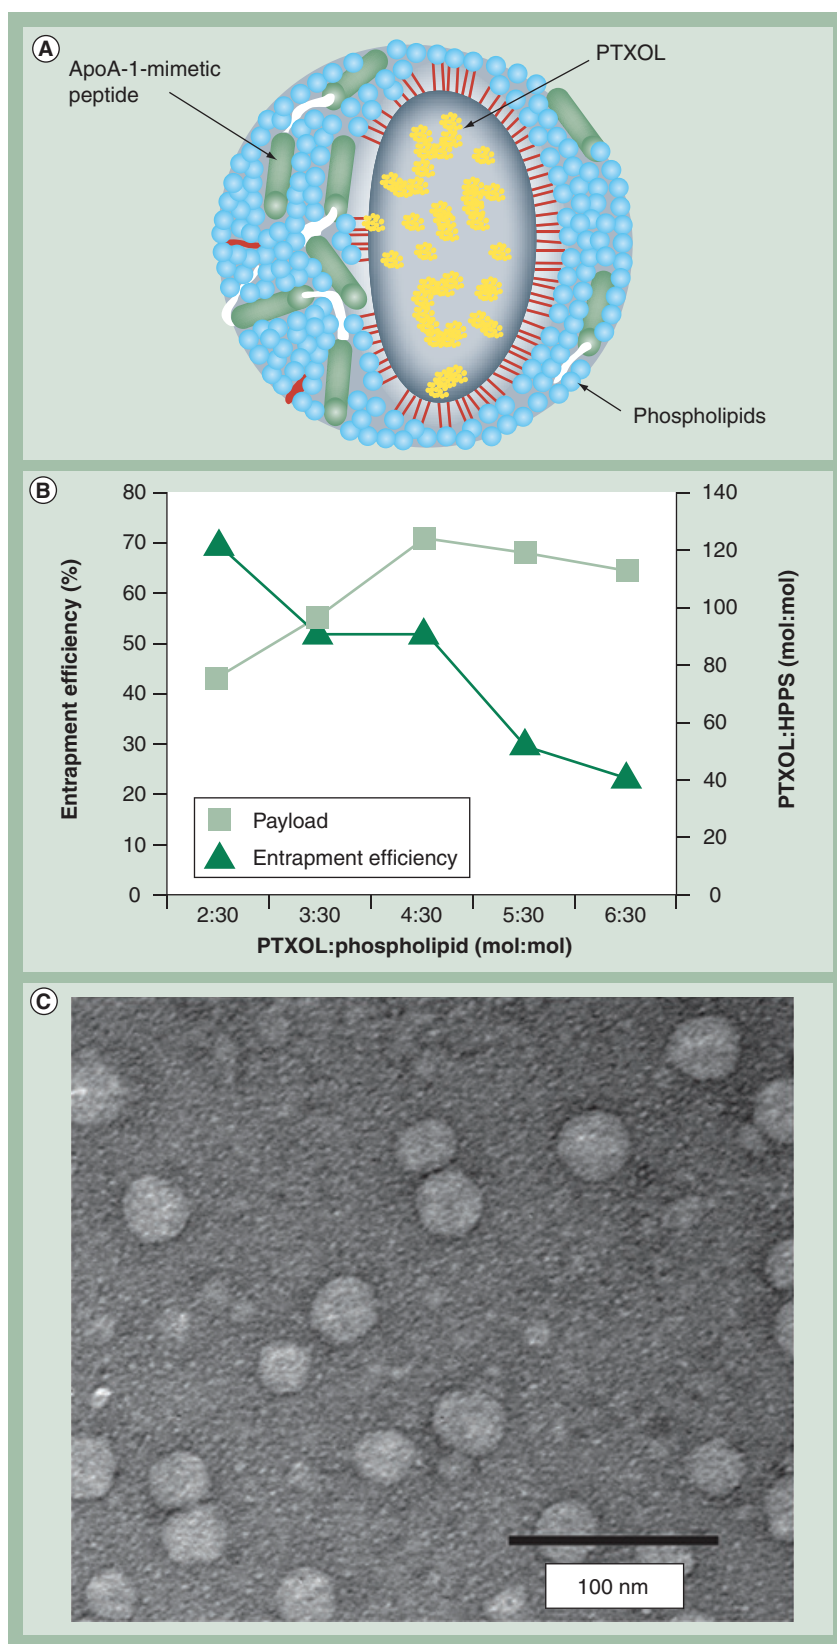 A
ApoA-1-mimetic
peptide
PTXOL
Phospholipids
B
Entrapment efficiency (%)
80
70
60
50
40
30
20
10
0
140
120
100
80
60
40
20
0
PTXOL:HPPS (mol:mol)
Payload
Entrapment efficiency
2:30 3:30 4:30 5:30 6:30
PTXOL:phospholipid (mol:mol)
C
100 nm